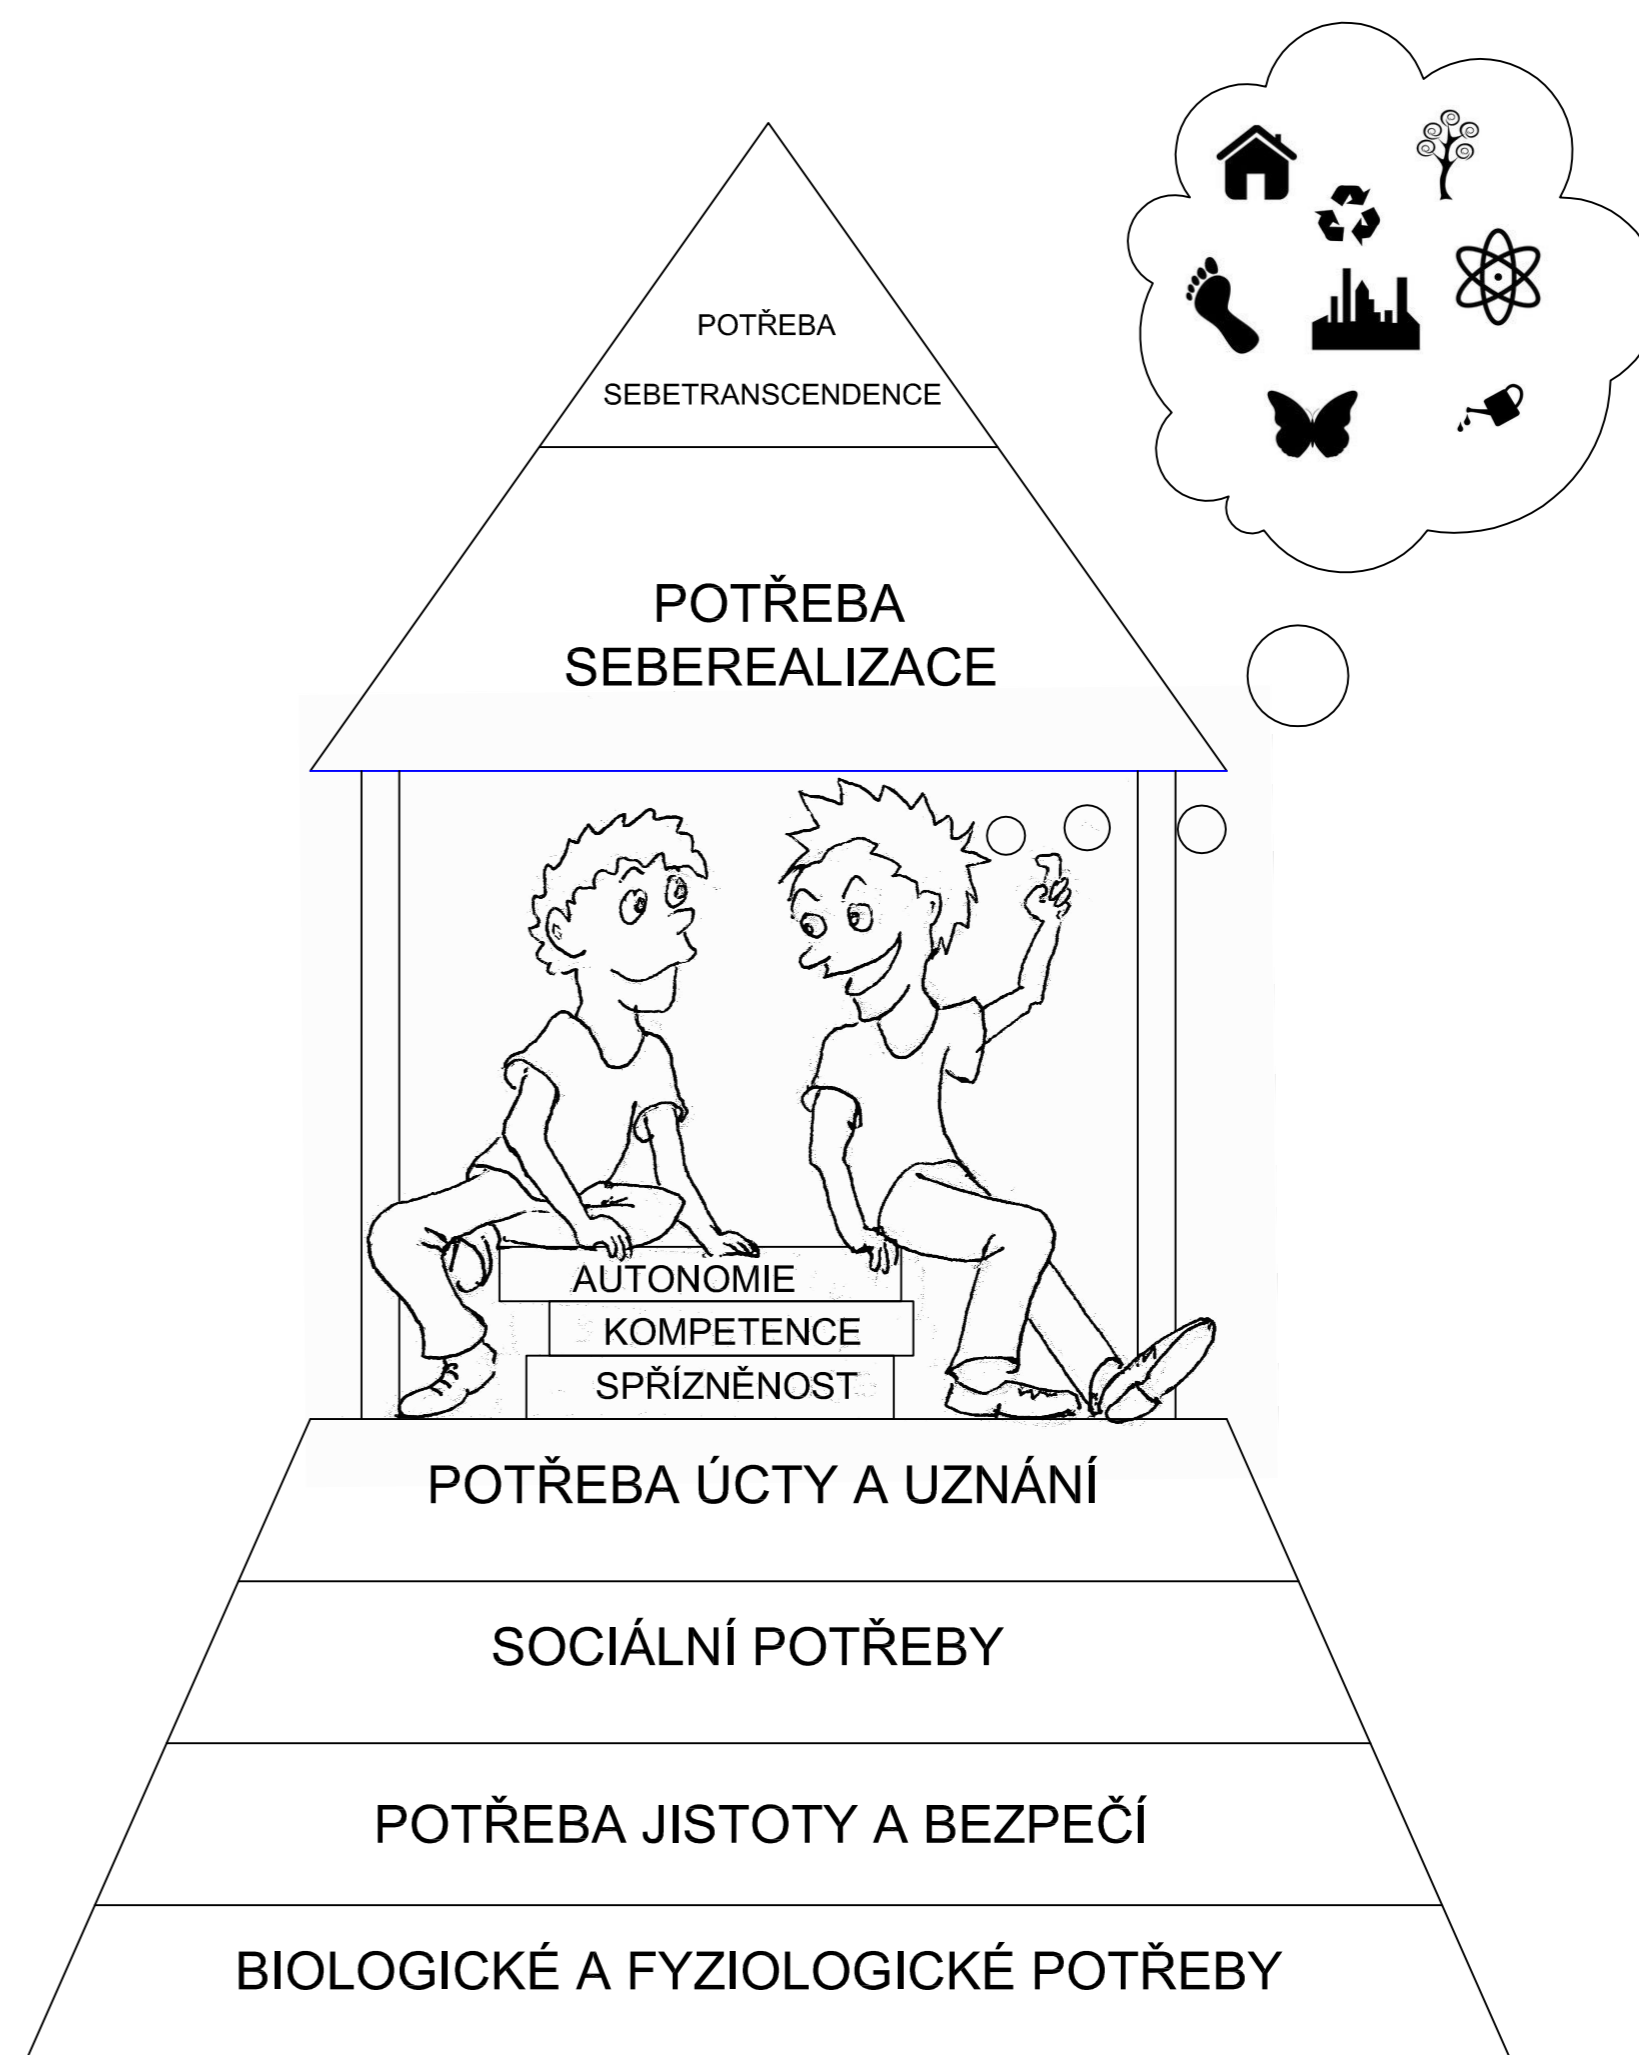 POTŘEBA
SEBETRANSCENDENCE
POTŘEBA
SEBEREALIZACE
AUTONOMIE
KOMPETENCE
SPŘÍZNĚNOST
POTŘEBA ÚCTY A UZNÁNÍ
SOCIÁLNÍ POTŘEBY
POTŘEBA JISTOTY A BEZPEČÍ
BIOLOGICKÉ A FYZIOLOGICKÉ POTŘEBY